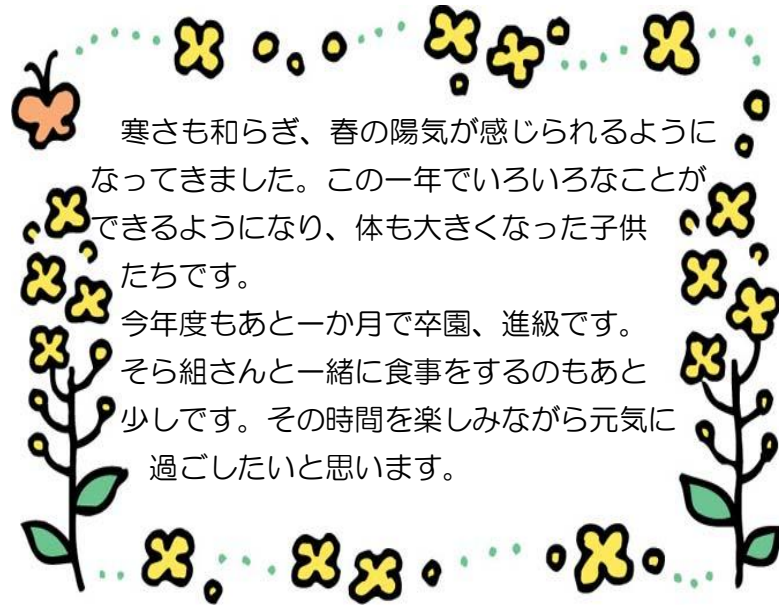 寒さも和らぎ、春の陽気が感じられるように
なってきました。この一年でいろいろなことが
できるようになり、体も大きくなった子供
たちです。
今年度もあと一か月で卒園、進級です。
そら組さんと一緒に食事をするのもあと
少しです。その時間を楽しみながら元気に
過ごしたいと思います。